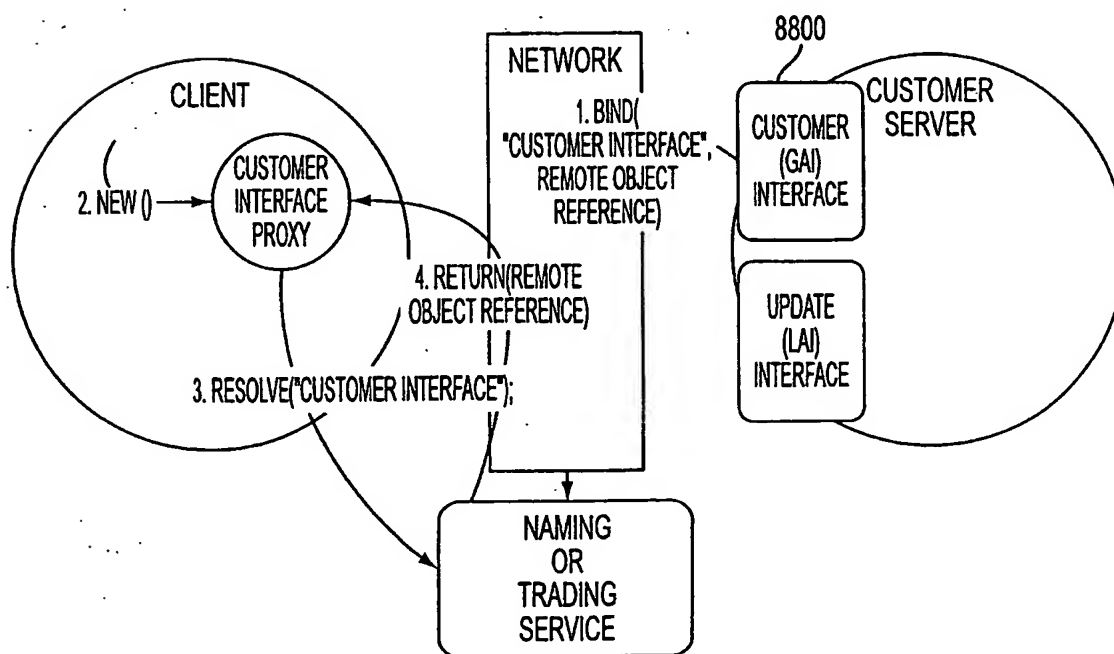 8800
NETWORK
CLIENT
CUSTOMER
SERVER
1. BIND(
"CUSTOMER INTERFACE",
REMOTE OBJECT
REFERENCE)
CUSTOMER
(GAI)
INTERFACE
2. NEW ()
CUSTOMER
INTERFACE
PROXY
4. RETURN(REMOTE
OBJECT REFERENCE)
UPDATE
(LAI)
INTERFACE
3. RESOLVE("CUSTOMER INTERFACE");
NAMING
OR
TRADING
SERVICE